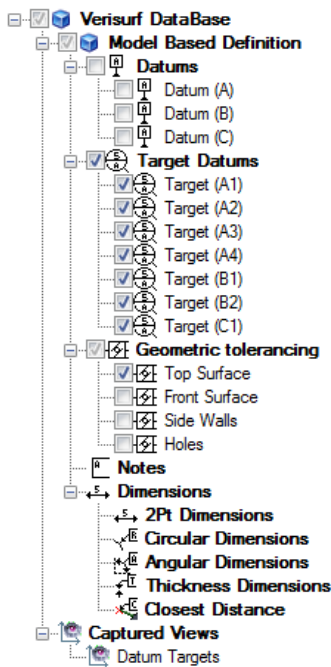 Verisurf DataBase
Model Based Definition
Datums
Datum (A)
Datum (B)
Datum (C)
Target Datums
Target (A1)
Target (A2)
Target (A3)
Target (A4)
Target (B1)
Target (B2)
Target (C1)
Geometric tolerancing
Top Surface
Front Surface
Side Walls
Holes
Notes
Dimensions
2Pt Dimensions
Circular Dimensions
Angular Dimensions
Thickness Dimensions
Closest Distance
Captured Views
Datum Targets